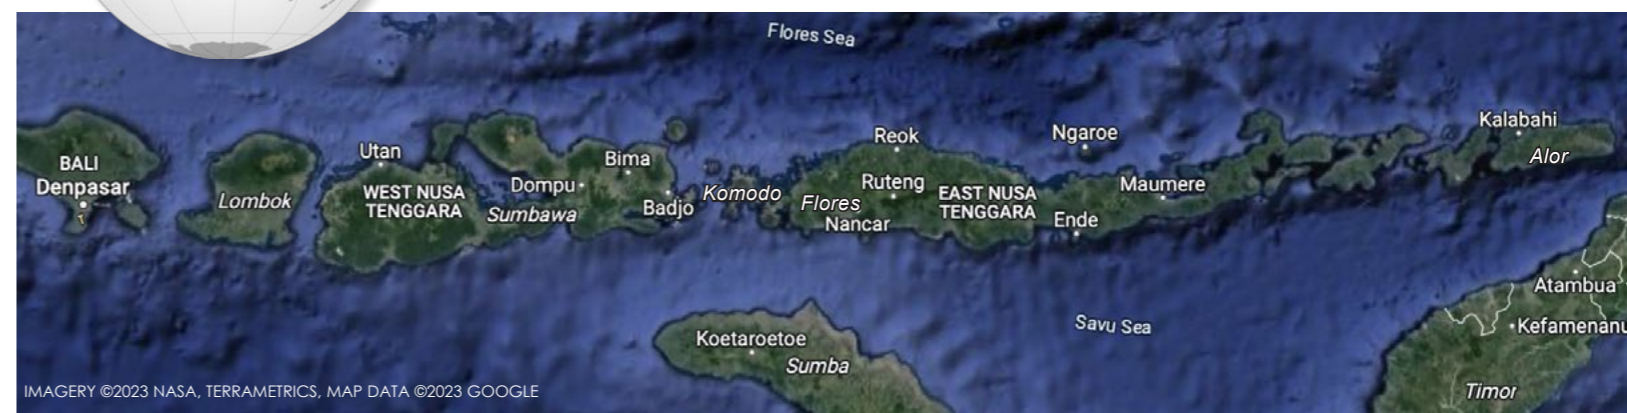 Flores Sea
Kalabahi
Alor
Ngaroe
Reok
Utan
BALI
Denpasar
Lombok
WEST NUSA
TENGGARA
Bima
Dompu
Sumbawa
Badjo
Komodo
Ruteng
Flores
Nancar
EAST NUSA
TENGGARA
Maumere
Ende
Atambua
Savu Sea
Kefamenanu
Koetaroetoe
Sumba
Timor
IMAGERY ©2023 NASA, TERRAMETRICS, MAP DATA ©2023 GOOGLE